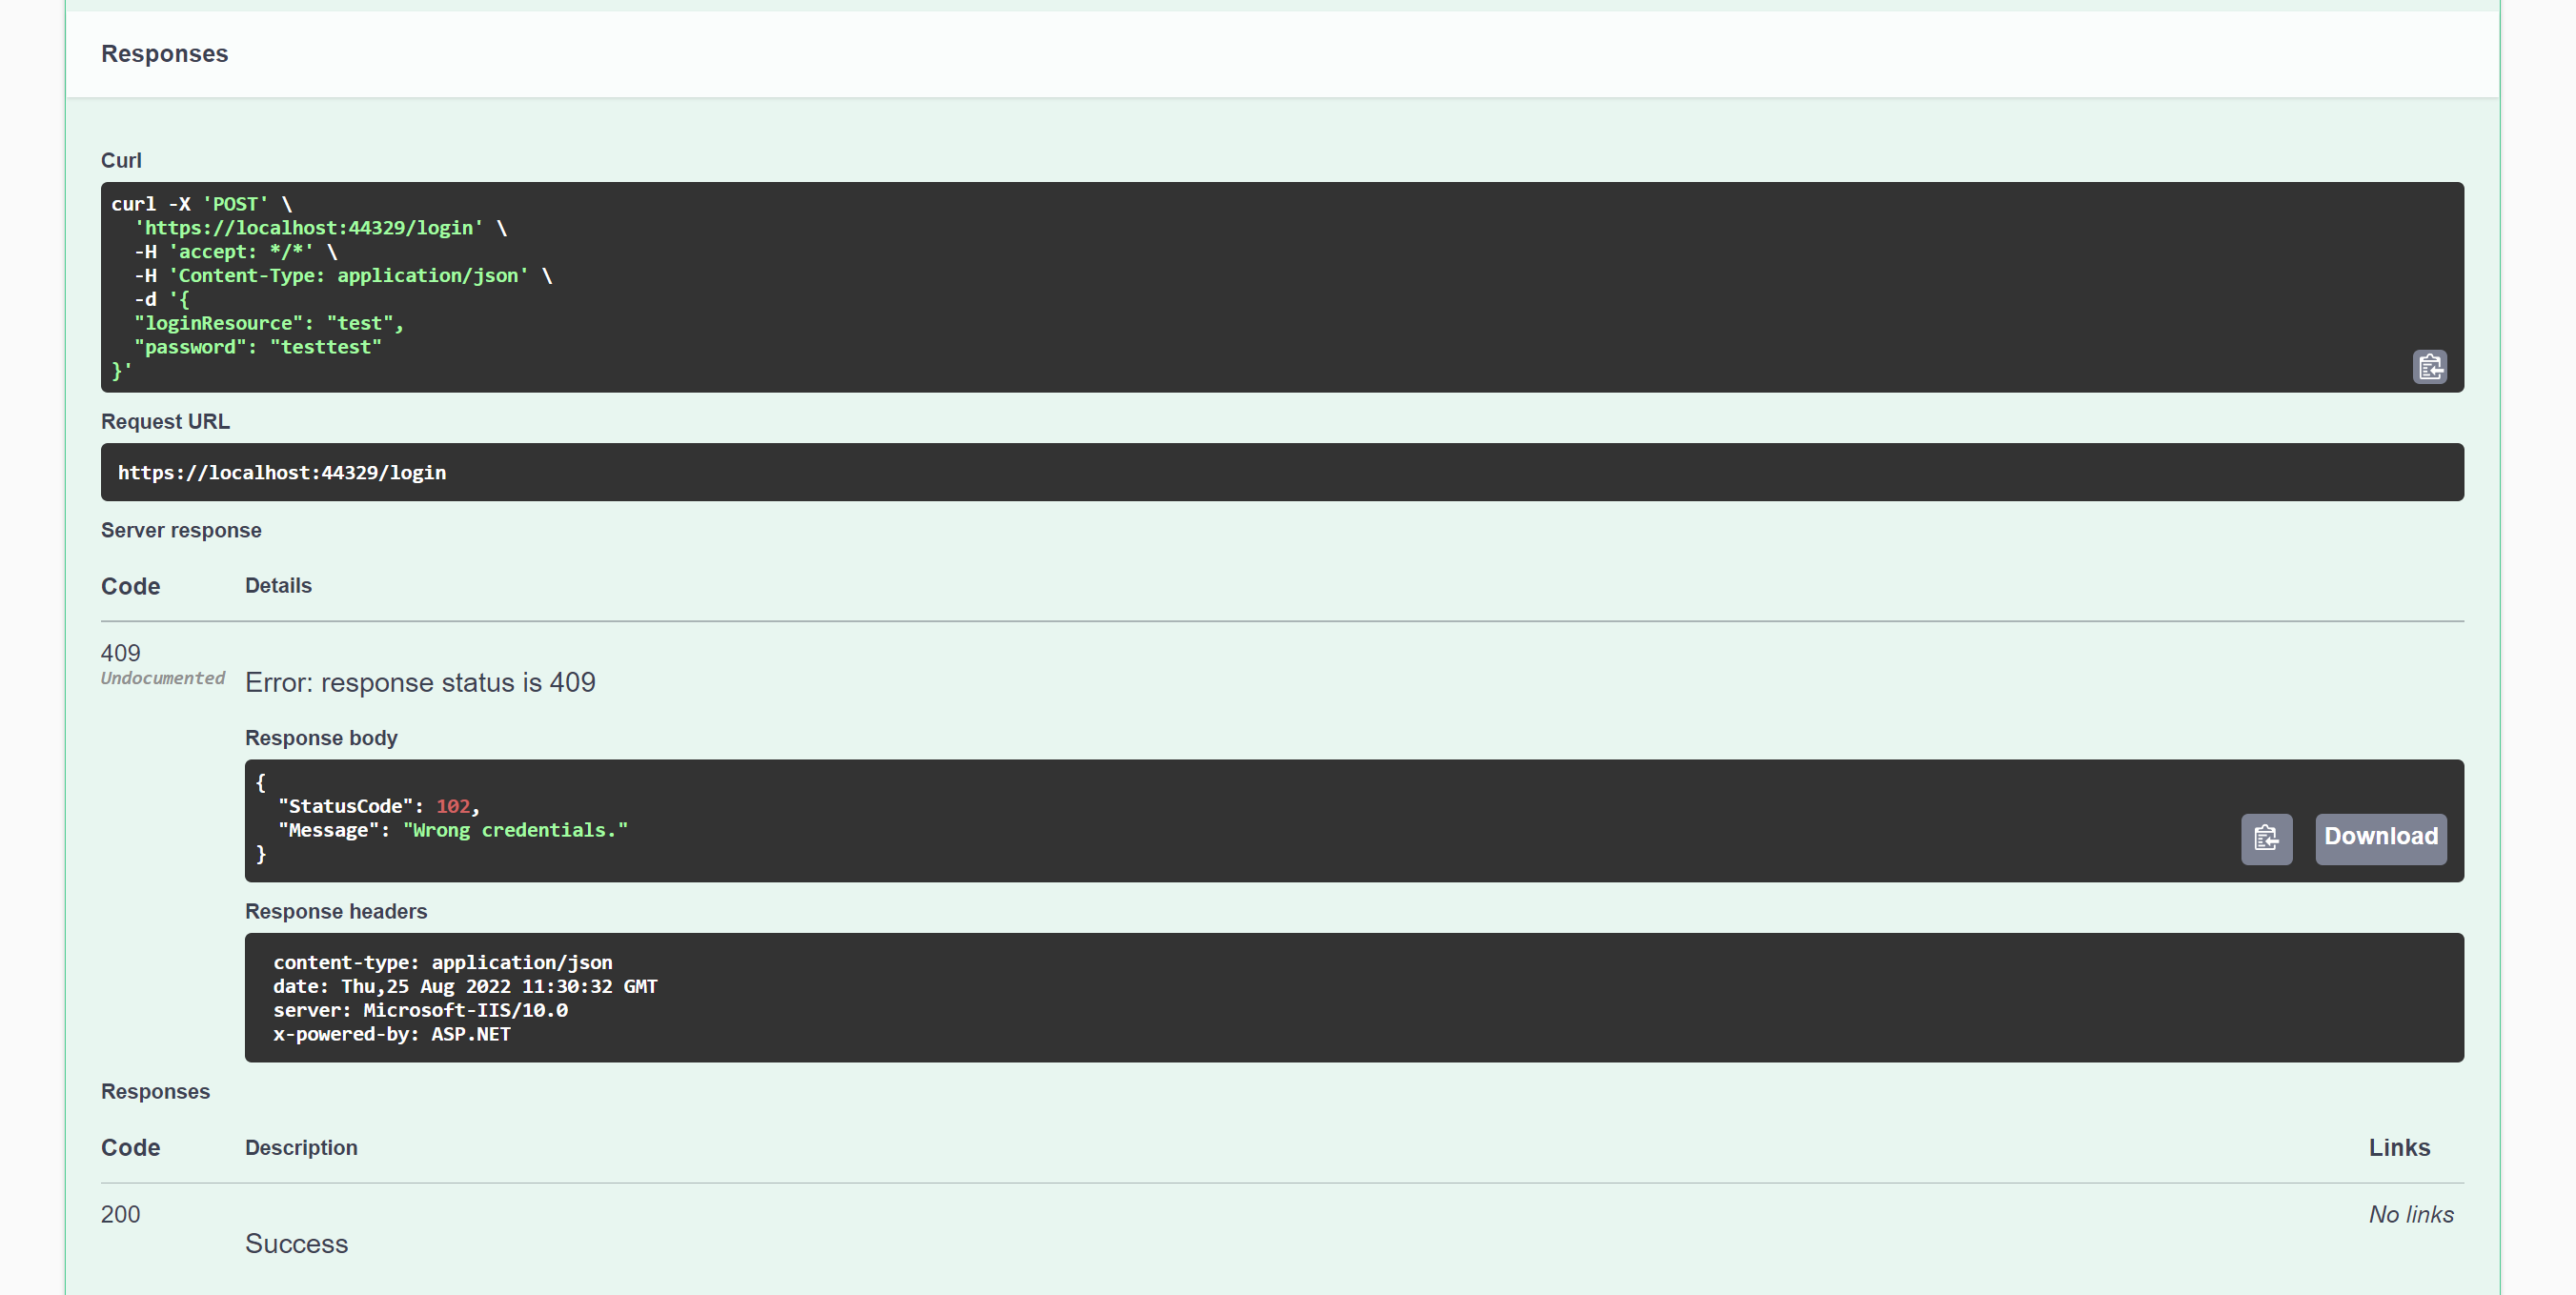 Responses
Curl
curl -X 'POST' \
  'https://localhost:44329/login' \
  -H 'accept: */*' \
  -H 'Content-Type: application/json' \
  -d '{
  "loginResource": "test",
  "password": "testtest"
}'
Request URL
https://localhost:44329/login
Server response
Code Details
409
Undocumented
Error: response status is 409
Response body
{
  "StatusCode": 102,
  "Message": "Wrong credentials."
}
Download
Response headers
content-type: application/json
date: Thu,25 Aug 2022 11:30:32 GMT
server: Microsoft-IIS/10.0
x-powered-by: ASP.NET
Responses
Code Description Links
200 No links
Success